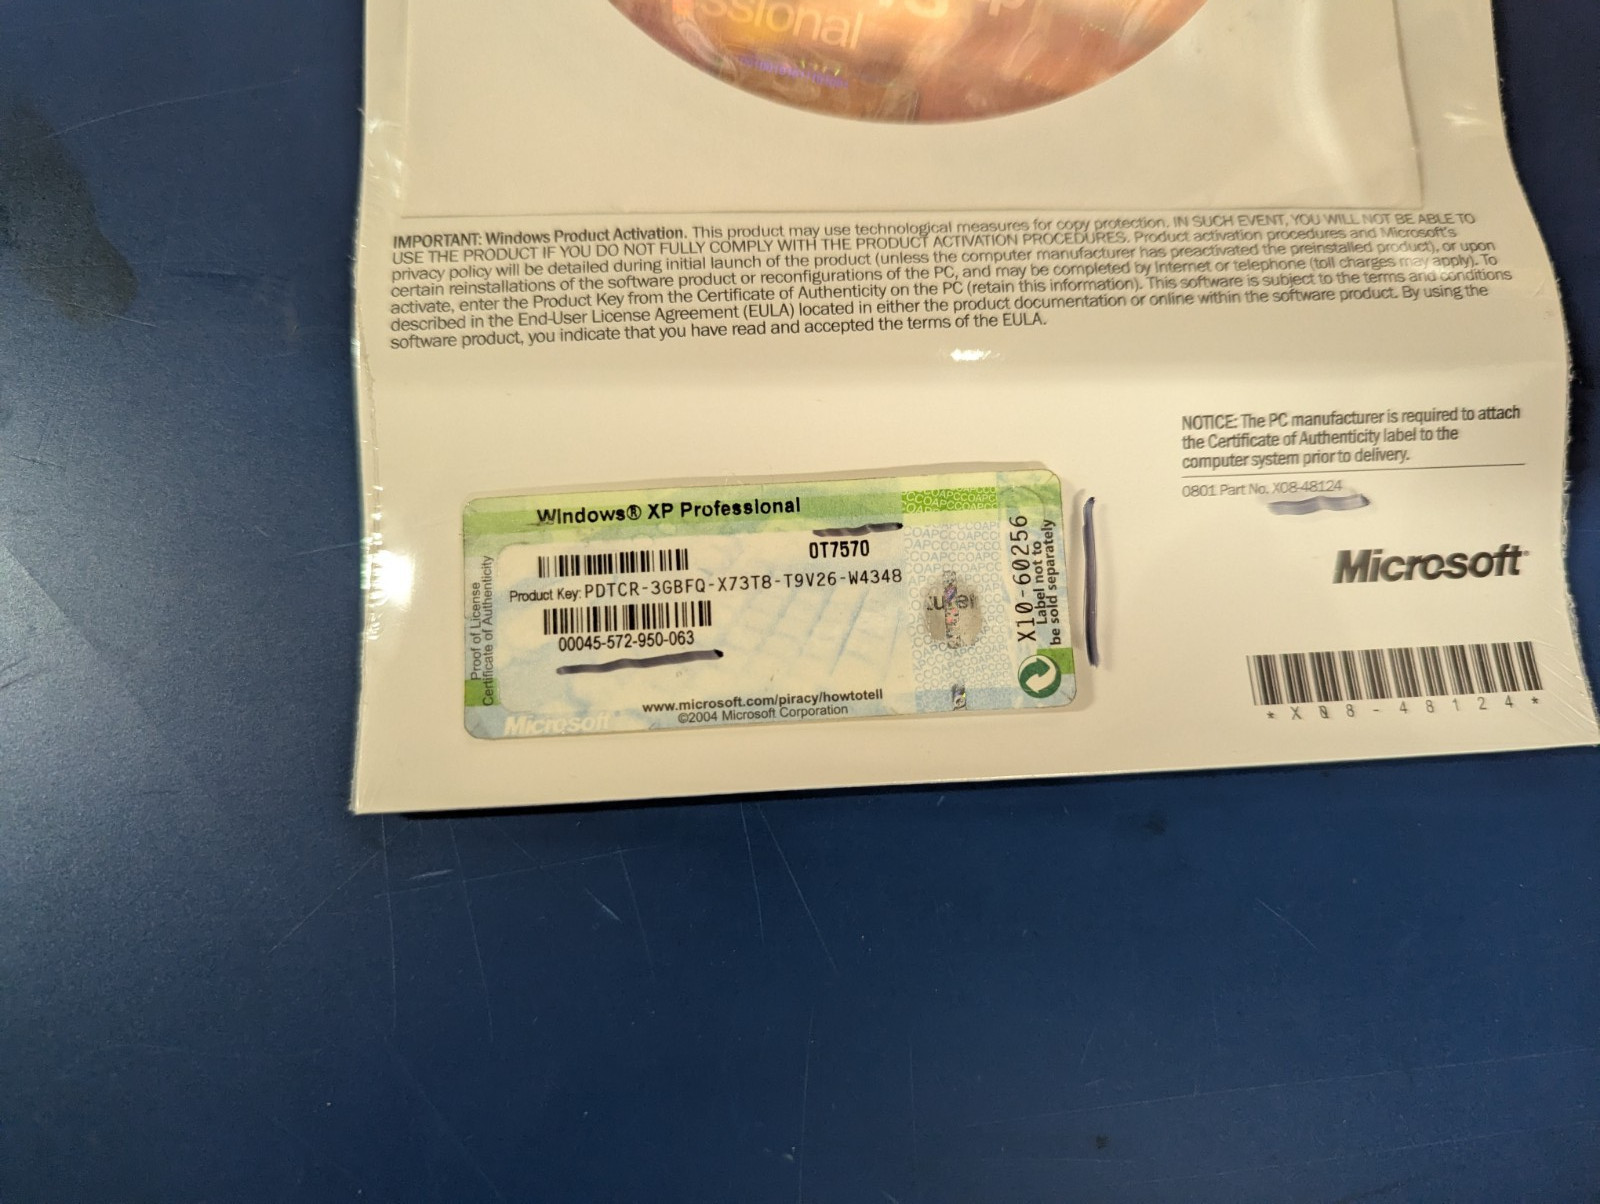 ssional
IMPORTANT: Windows Product Activation. This product may use technological measures for copy protection. IN SUCH EVENT, YOU WILL NOT BE ABLE TO
USE THE PRODUCT IF YOU DO NOT FULLY COMPLY WITH THE PRODUCT ACTIVATION PROCEDURES. Product activation procedures and Microsoft's
privacy policy will be detailed during initial launch of the product (unless the computer manufacturer has preactivated the preinstalled product), or upon
certain reinstallations of the software product or reconfigurations of the PC, and may be completed by Internet or telephone (toll charges may apply). To
activate, enter the Product Key from the Certificate of Authenticity on the PC (retain this information). This software is subject to the terms and conditions
described in the End-User License Agreement (EULA) located in either the product documentation or online within the software product. By using the
software product, you indicate that you have read and accepted the terms of the EULA.
NOTICE: The PC manufacturer is required to attach
the Certificate of Authenticity label to the
computer system prior to delivery.
0801 Part No. X08-48124
Microsoft
*X08-48124*
Windows® XP Professional
0T7570
Product Key: PDTCR-3GBFQ-X73T8-T9V26-W4348
00045-572-950-063
www.microsoft.com/piracy/howtotell
©2004 Microsoft Corporation
Microsoft
Proof of License
Certificate of Authenticity
X10-60256
Label not to
be sold separately